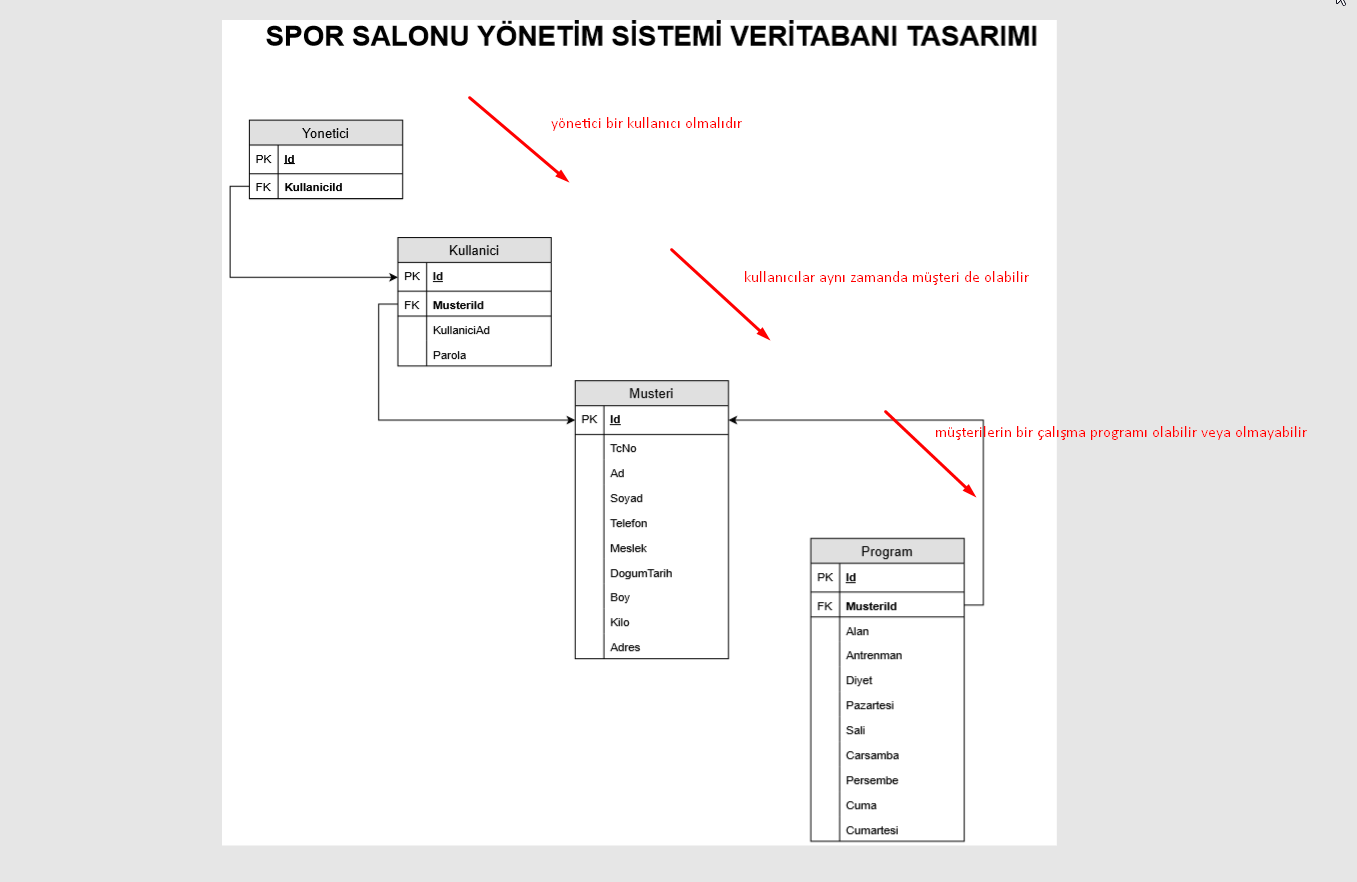 SPOR SALONU YÖNETİM SİSTEMİ VERİTABANI TASARIMI
yönetici bir kullanıcı olmalıdır
Yonetici
PK Id
FK KullaniciId
Kullanici
PK Id
FK MusteriId
KullaniciAd
Parola
kullanıcılar aynı zamanda müşteri de olabilir
Musteri
PK Id
TcNo
Ad
Soyad
Telefon
Meslek
DogumTarih
Boy
Kilo
Adres
müşterilerin bir çalışma programı olabilir veya olmayabilir
Program
PK Id
FK MusteriId
Alan
Antrenman
Diyet
Pazartesi
Sali
Carsamba
Persembe
Cuma
Cumartesi